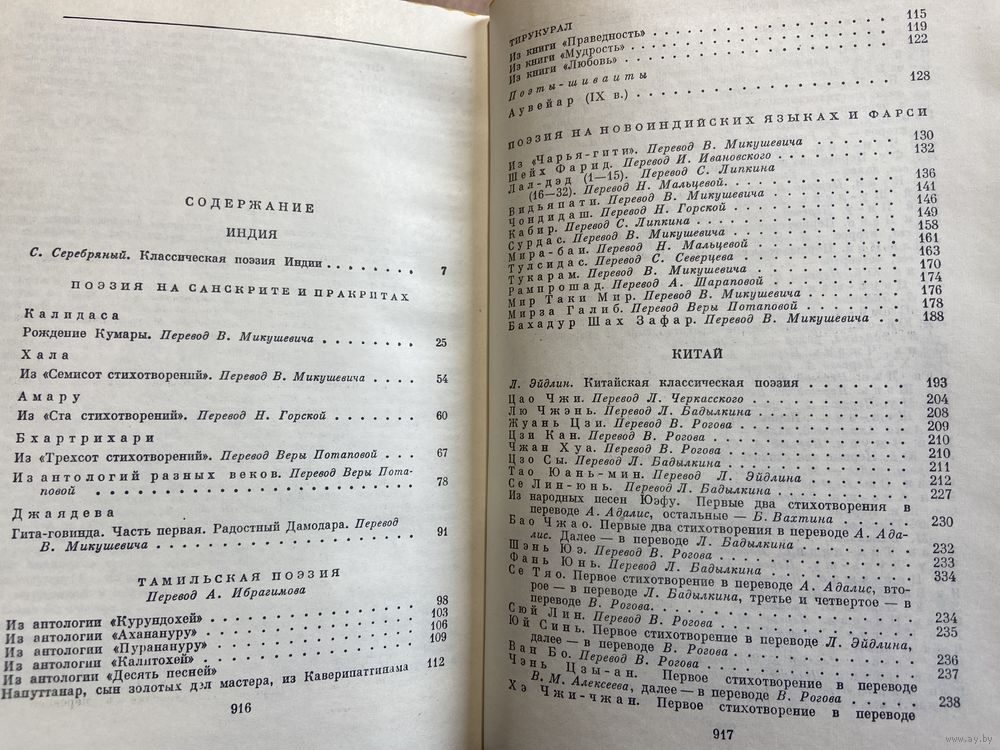 СОДЕРЖАНИЕ
ИНДИЯ
С. Серебряный. Классическая поэзия Индии . . . . . . . 7
ПОЭЗИЯ НА САНСКРИТЕ И ПРАКРИТАХ
Калидаса
Рождение Кумары. Перевод В. Микушевича . . . . . . . 25
Хала
Из «Семисот стихотворений». Перевод В. Микушевича . . . . 54
Амару
Из «Ста стихотворений». Перевод Н. Горской . . . . . . . 60
Бхартрихари
Из «Трехсот стихотворений». Перевод Веры Потаповой . . . . 67
Из антологий разных веков. Перевод Веры Пота-
повой . . . . . . . 78
Джаядева
Гита-говинда. Часть первая. Радостный Дамодара. Перевод
В. Микушевича . . . . . . . 91
ТАМИЛЬСКАЯ ПОЭЗИЯ
Перевод А. Ибрагимова
Из антологии «Курундохей» . . . . . . . 98
Из антологии «Аханануру» . . . . . . . 103
Из антологии «Пуранануру» . . . . . . . 106
Из антологии «Калитохей» . . . . . . . 109
Из антологии «Десять песней»
Напуттанар, сын золотых дел мастера, из Каверипаттинама 112
916
ТИРУКУРАЛ
Из книги «Праведность» . . . . . . . 115
Из книги «Мудрость» . . . . . . . 119
Из книги «Любовь» . . . . . . . 122
Поэты-шиваиты
Аувейар (IX в.) . . . . . . . 128
ПОЭЗИЯ НА НОВОИНДИЙСКИХ ЯЗЫКАХ И ФАРСИ
Из «Чарья-гити». Перевод В. Микушевича . . . . . . . 130
Шейх Фарид. Перевод И. Ивановского . . . . . . . 132
Лал-дэд (1—15). Перевод С. Липкина
(16—32). Перевод Н. Мальцевой. . . . . . . 136
Видьяпати. Перевод В. Микушевича . . . . . . . 141
Чондидаш. Перевод Н. Горской . . . . . . . 146
Кабир. Перевод С. Липкина . . . . . . . 149
Сурдас. Перевод В. Микушевича . . . . . . . 158
Мира-баи. Перевод Н. Мальцевой . . . . . . . 161
Тулсидас. Перевод С. Северцева . . . . . . . 163
Тукарам. Перевод В. Микушевича . . . . . . . 170
Рампрошад. Перевод А. Шараповой . . . . . . . 174
Мир Таки Мир. Перевод В. Микушевича . . . . . . . 176
Мирза Галиб. Перевод Веры Потаповой . . . . . . . 178
Бахадур Шах Зафар. Перевод В. Микушевича . . 188
КИТАЙ
Л. Эйдлин. Китайская классическая поэзия . . . . . . . 193
Цао Чжи. Перевод Л. Черкасского . . . . . . . 204
Лю Чжэнь. Перевод Л. Бадылкина . . . . . . . 208
Жуань Цзи. Перевод В. Рогова . . . . . . . 209
Цзи Кан. Перевод В. Рогова . . . . . . . 210
Чжан Хуа. Перевод В. Рогова . . . . . . . 210
Цзо Сы. Перевод Л. Бадылкина . . . . . . . 211
Тао Юань-мин. Перевод Л. Эйдлина . . . . . . . 212
Се Лин-юнь. Перевод Л. Бадылкина . . . . . . . 227
Из народных песен Юэфу. Первые два стихотворения в
переводе А. Адалис, остальные — Б. Вахтина . . . . . . . 230
Бао Чжао. Первые два стихотворения в переводе А. Ада-
лис. Далее — в переводе Л. Бадылкина . . . . . . . 232
Шэнь Юэ. Перевод В. Рогова . . . . . . . 233
Фань Юнь. Перевод Л. Бадылкина . . . . . . . 334
Се Тяо. Первое стихотворение в переводе А. Адалис, вто-
рое — в переводе Л. Бадылкина, третье и четвертое — в
переводе В. Рогова. . . . . . . 234
Сюй Лин. Перевод В. Рогова . . . . . . . 235
Юй Синь. Первое стихотворение в переводе Л. Эйдлина,
далее — в переводе В. Рогова . . . . . . . 236
Ван Бо. Перевод В. Рогова . . . . . . . 237
Чэнь Цзы-ан. Первое стихотворение в переводе
В. М. Алексеева, далее — в переводе В. Рогова . . . . . . . 238
Хэ Чжи-чжан. Первое стихотворение в переводе
917
www.ay.by